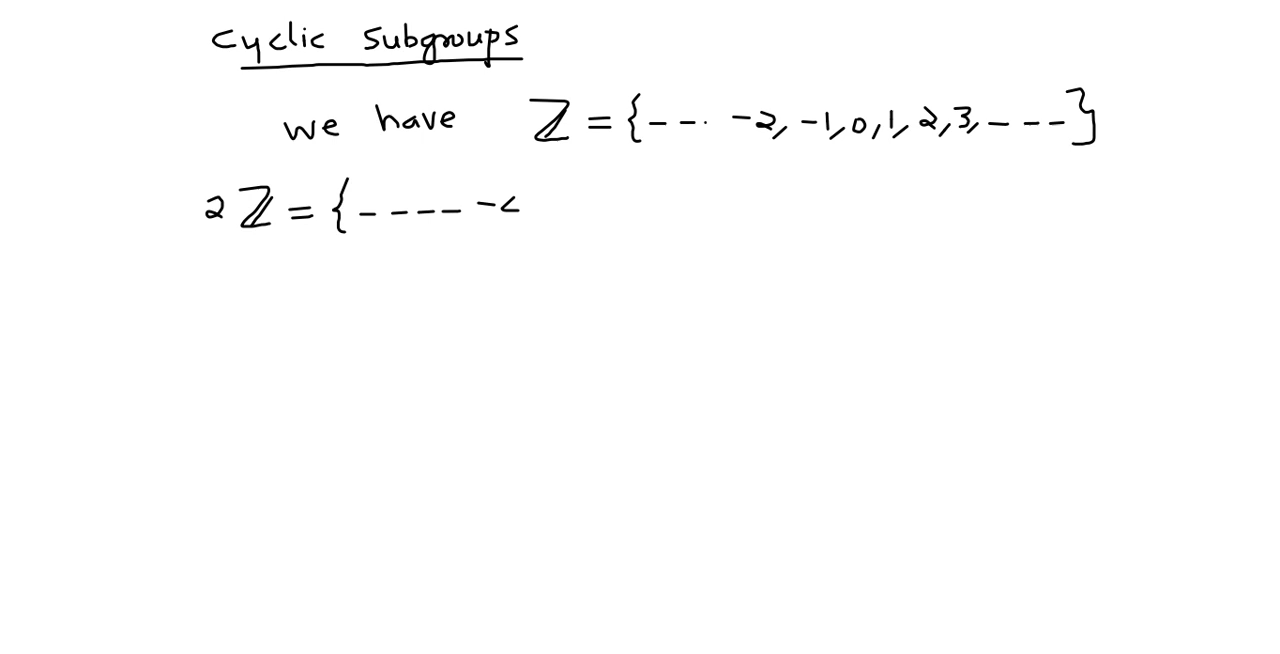 Cyclic Subgroups
we have ℤ = {--- -2, -1, 0, 1, 2, 3, ---}
2ℤ = {---- -